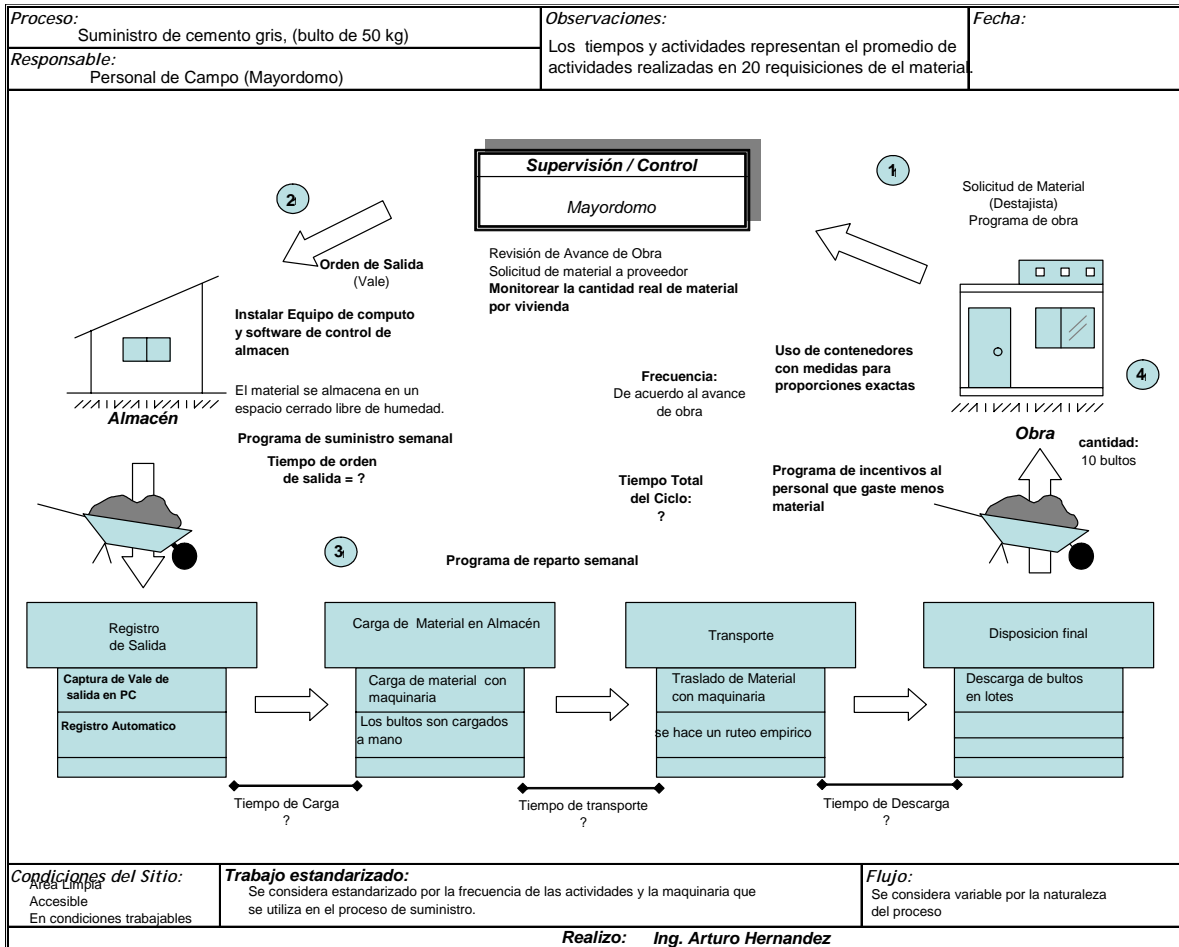 Proceso:
Suministro de cemento gris, (bulto de 50 kg)
Responsable:
Personal de Campo (Mayordomo)
Observaciones:
Los tiempos y actividades representan el promedio de
actividades realizadas en 20 requisiciones de el material.
Fecha:
Supervisión / Control
Mayordomo
1
Solicitud de Material
(Destajista)
Programa de obra
2
Orden de Salida
(Vale)
Revisión de Avance de Obra
Solicitud de material a proveedor
Monitorear la cantidad real de material
por vivienda
Instalar Equipo de computo
y software de control de
almacen
El material se almacena en un
espacio cerrado libre de humedad.
Almacén
Programa de suministro semanal
Tiempo de orden
de salida = ?
Frecuencia:
De acuerdo al avance
de obra
Uso de contenedores
con medidas para
proporciones exactas
4
Obra
cantidad:
10 bultos
Tiempo Total
del Ciclo:
?
Programa de incentivos al
personal que gaste menos
material
3
Programa de reparto semanal
Registro
de Salida
Captura de Vale de
salida en PC
Registro Automatico
Carga de Material en Almacén
Carga de material con
maquinaria
Los bultos son cargados
a mano
Transporte
Traslado de Material
con maquinaria
se hace un ruteo empirico
Disposicion final
Descarga de bultos
en lotes
Tiempo de Carga
?
Tiempo de transporte
?
Tiempo de Descarga
?
Condiciones del Sitio:
Area Limpia
Accesible
En condiciones trabajables
Trabajo estandarizado:
Se considera estandarizado por la frecuencia de las actividades y la maquinaria que
se utiliza en el proceso de suministro.
Flujo:
Se considera variable por la naturaleza
del proceso
Realizo: Ing. Arturo Hernandez